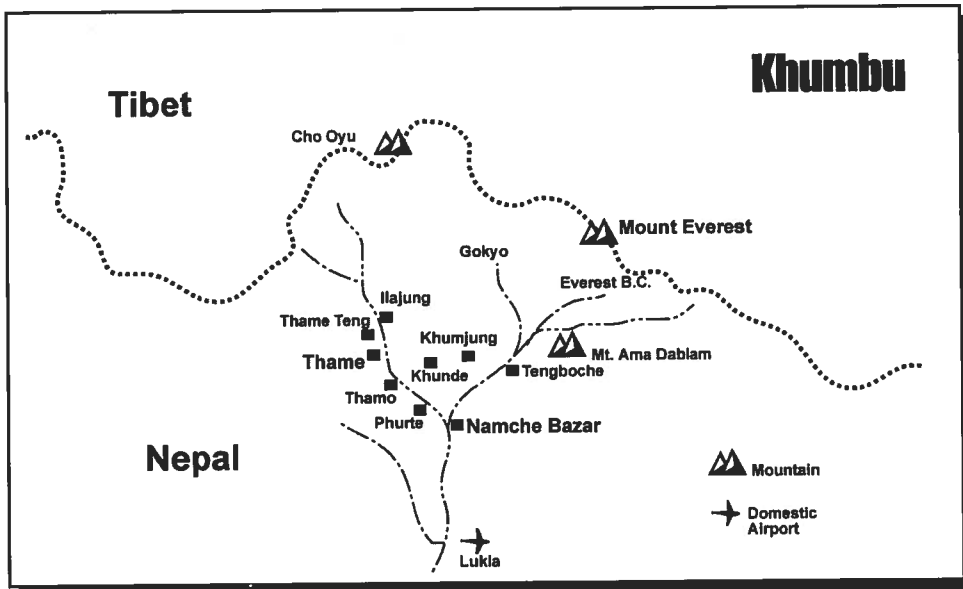 Khumbu
Tibet
Cho Oyu
Mount Everest
Gokyo
Everest B.C.
Ilajung
Thame Teng
Khumjung
Thame
Khunde
Mt. Ama Dablam
Tengboche
Thamo
Phurte
Namche Bazar
Nepal
Mountain
Domestic
Airport
Lukla